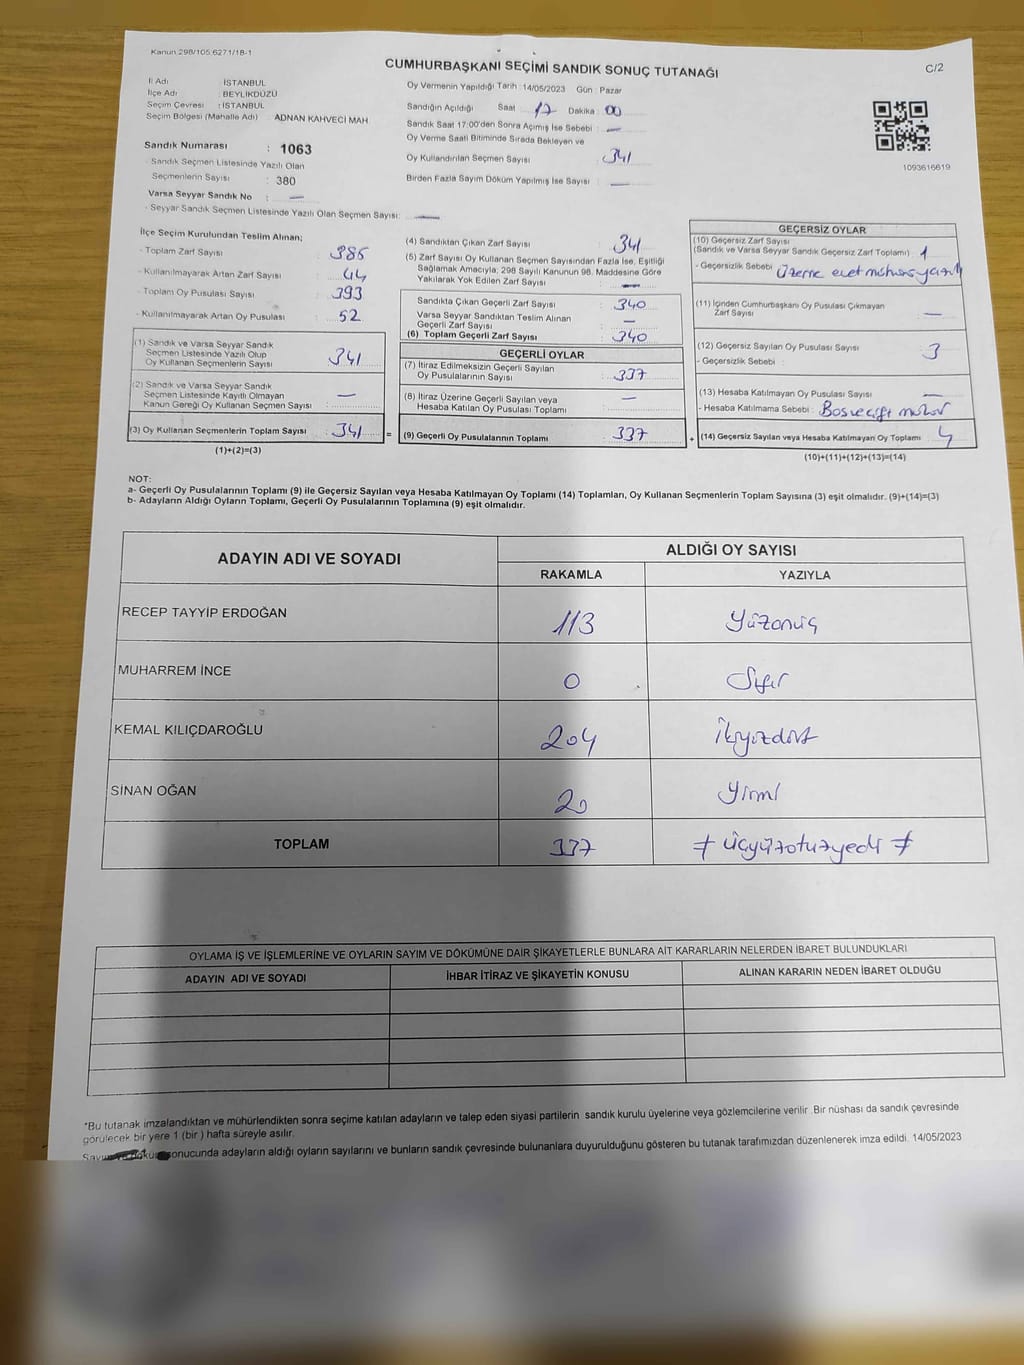 Kanun 298/105 6271/18-1
CUMHURBAŞKANI SEÇİMİ SANDIK SONUÇ TUTANAĞI
C/2
İl Adı : İSTANBUL
İlçe Adı : BEYLİKDÜZÜ
Seçim Çevresi : İSTANBUL
Seçim Bölgesi (Mahalle Adı) ADNAN KAHVECİ MAH
Sandık Numarası : 1063
- Sandık Seçmen Listesinde Yazılı Olan
Seçmenlerin Sayısı : 380
Varsa Seyyar Sandık No : —
- Seyyar Sandık Seçmen Listesinde Yazılı Olan Seçmen Sayısı: —
Oy Vermenin Yapıldığı Tarih :14/05/2023 Gün : Pazar
Sandığın Açıldığı Saat 17 Dakika : 00
Sandık Saat 17:00'den Sonra Açımış İse Sebebi : —
Oy Verme Saati Bitiminde Sırada Bekleyen ve
Oy Kullandırılan Seçmen Sayısı : 341
Birden Fazla Sayım Döküm Yapılmış İse Sayısı : —
1093616619
İlçe Seçim Kurulundan Teslim Alınan;
- Toplam Zarf Sayısı : 385
- Kullanılmayarak Artan Zarf Sayısı : 44
- Toplam Oy Pusulası Sayısı : 393
- Kullanılmayarak Artan Oy Pusulası : 52
(1) Sandık ve Varsa Seyyar Sandık
Seçmen Listesinde Yazılı Olup
Oy Kullanan Seçmenlerin Sayısı : 341
(2) Sandık ve Varsa Seyyar Sandık
Seçmen Listesinde Kayıtlı Olmayan
Kanun Gereği Oy Kullanan Seçmen Sayısı : —
(3) Oy Kullanan Seçmenlerin Toplam Sayısı : 341 =
(1)+(2)=(3)
(4) Sandıktan Çıkan Zarf Sayısı : 341
(5) Zarf Sayısı Oy Kullanan Seçmen Sayısından Fazla İse, Eşitliği
Sağlamak Amacıyla; 298 Sayılı Kanunun 98. Maddesine Göre
Yakılarak Yok Edilen Zarf Sayısı : —
Sandıkta Çıkan Geçerli Zarf Sayısı : 340
Varsa Seyyar Sandıktan Teslim Alınan
Geçerli Zarf Sayısı : —
(6) Toplam Geçerli Zarf Sayısı : 340
GEÇERLİ OYLAR
(7) İtiraz Edilmeksizin Geçerli Sayılan
Oy Pusulalarının Sayısı : 337
(8) İtiraz Üzerine Geçerli Sayılan veya
Hesaba Katılan Oy Pusulası Toplamı : —
(9) Geçerli Oy Pusulalarının Toplamı : 337 +
GEÇERSİZ OYLAR
(10) Geçersiz Zarf Sayısı
(Sandık ve Varsa Seyyar Sandık Geçersiz Zarf Toplamı) : 1
- Geçersizlik Sebebi : Üzerine evet mührü
(11) İçinden Cumhurbaşkanı Oy Pusulası Çıkmayan
Zarf Sayısı : —
(12) Geçersiz Sayılan Oy Pusulası Sayısı : 3
- Geçersizlik Sebebi :
(13) Hesaba Katılmayan Oy Pusulası Sayısı : —
- Hesaba Katılmama Sebebi : Bosve çift mühür
(14) Geçersiz Sayılan veya Hesaba Katılmayan Oy Toplamı : 4
(10)+(11)+(12)+(13)=(14)
NOT:
a- Geçerli Oy Pusulalarının Toplamı (9) ile Geçersiz Sayılan veya Hesaba Katılmayan Oy Toplamı (14) Toplamları, Oy Kullanan Seçmenlerin Toplam Sayısına (3) eşit olmalıdır. (9)+(14)=(3)
b- Adayların Aldığı Oyların Toplamı, Geçerli Oy Pusulalarının Toplamına (9) eşit olmalıdır.
ADAYIN ADI VE SOYADI ALDIĞI OY SAYISI
RAKAMLA YAZIYLA
RECEP TAYYİP ERDOĞAN 113 Yüzonüç
MUHARREM İNCE 0 Sıfır
KEMAL KILIÇDAROĞLU 204 İkiyüzdört
SİNAN OĞAN 20 Yirmi
TOPLAM 337 ≠ üçyüzotuzyedi ≠
OYLAMA İŞ VE İŞLEMLERİNE VE OYLARIN SAYIM VE DÖKÜMÜNE DAİR ŞİKAYETLERLE BUNLARA AİT KARARLARIN NELERDEN İBARET BULUNDUKLARI
ADAYIN ADI VE SOYADI İHBAR İTİRAZ VE ŞİKAYETİN KONUSU ALINAN KARARIN NEDEN İBARET OLDUĞU
*Bu tutanak imzalandıktan ve mühürlendikten sonra seçime katılan adayların ve talep eden siyasi partilerin sandık kurulu üyelerine veya gözlemcilerine verilir. Bir nüshası da sandık çevresinde
görülecek bir yere 1 (bir ) hafta süreyle asılır.
sonucunda adayların aldığı oyların sayılarını ve bunların sandık çevresinde bulunanlara duyurulduğunu gösteren bu tutanak tarafımızdan düzenlenerek imza edildi. 14/05/2023